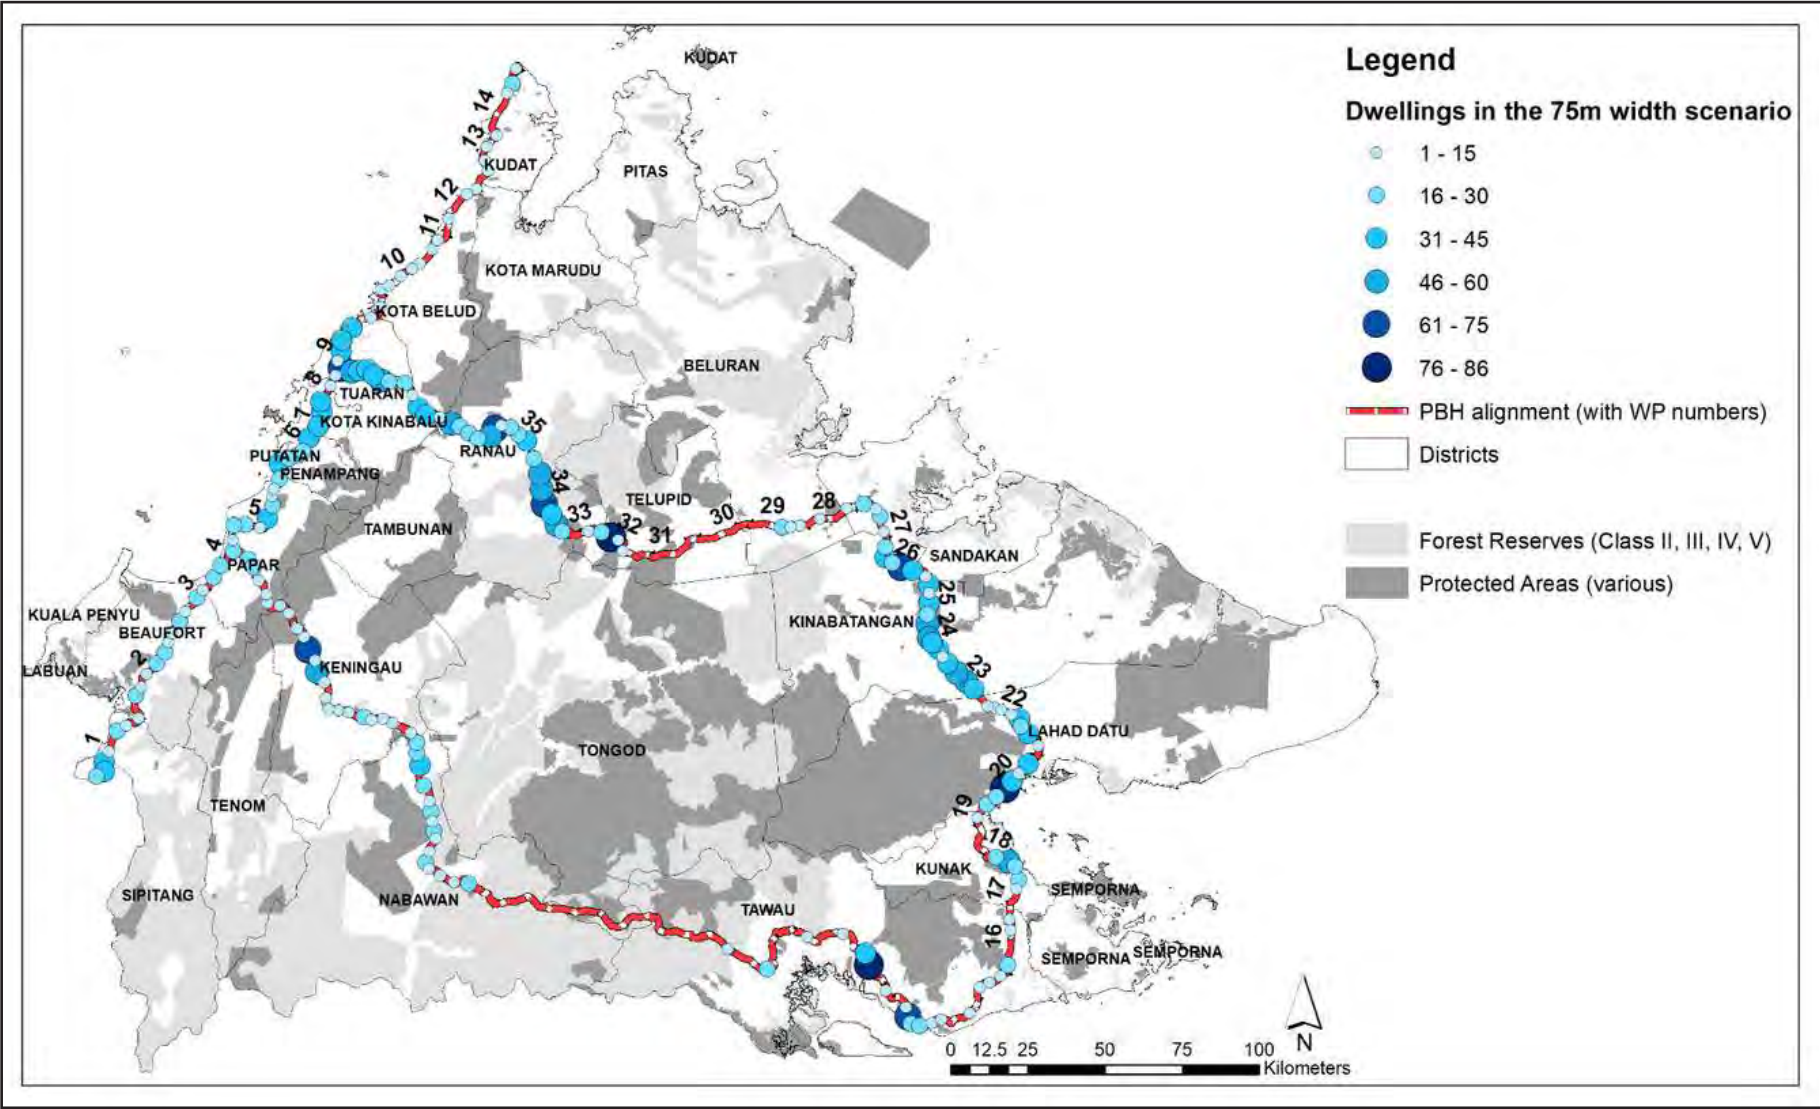 KUDAT
14
13
KUDAT
PITAS
12
11
10
KOTA MARUDU
KOTA BELUD
9
BELURAN
8
TUARAN
7
KOTA KINABALU
6
35
RANAU
PUTATAN
PENAMPANG
34
TELUPID
5
33
32
31
30
29
28
27
TAMBUNAN
4
26
SANDAKAN
PAPAR
3
25
KUALA PENYU
BEAUFORT
KINABATANGAN
24
2
LABUAN
KENINGAU
23
22
1
LAHAD DATU
TONGOD
20
TENOM
19
18
KUNAK
17
SEMPORNA
SIPITANG
NABAWAN
TAWAU
16
SEMPORNA
SEMPORNA
Legend
Dwellings in the 75m width scenario
1 - 15
16 - 30
31 - 45
46 - 60
61 - 75
76 - 86
PBH alignment (with WP numbers)
Districts
Forest Reserves (Class II, III, IV, V)
Protected Areas (various)
N
0 12.5 25 50 75 100
Kilometers